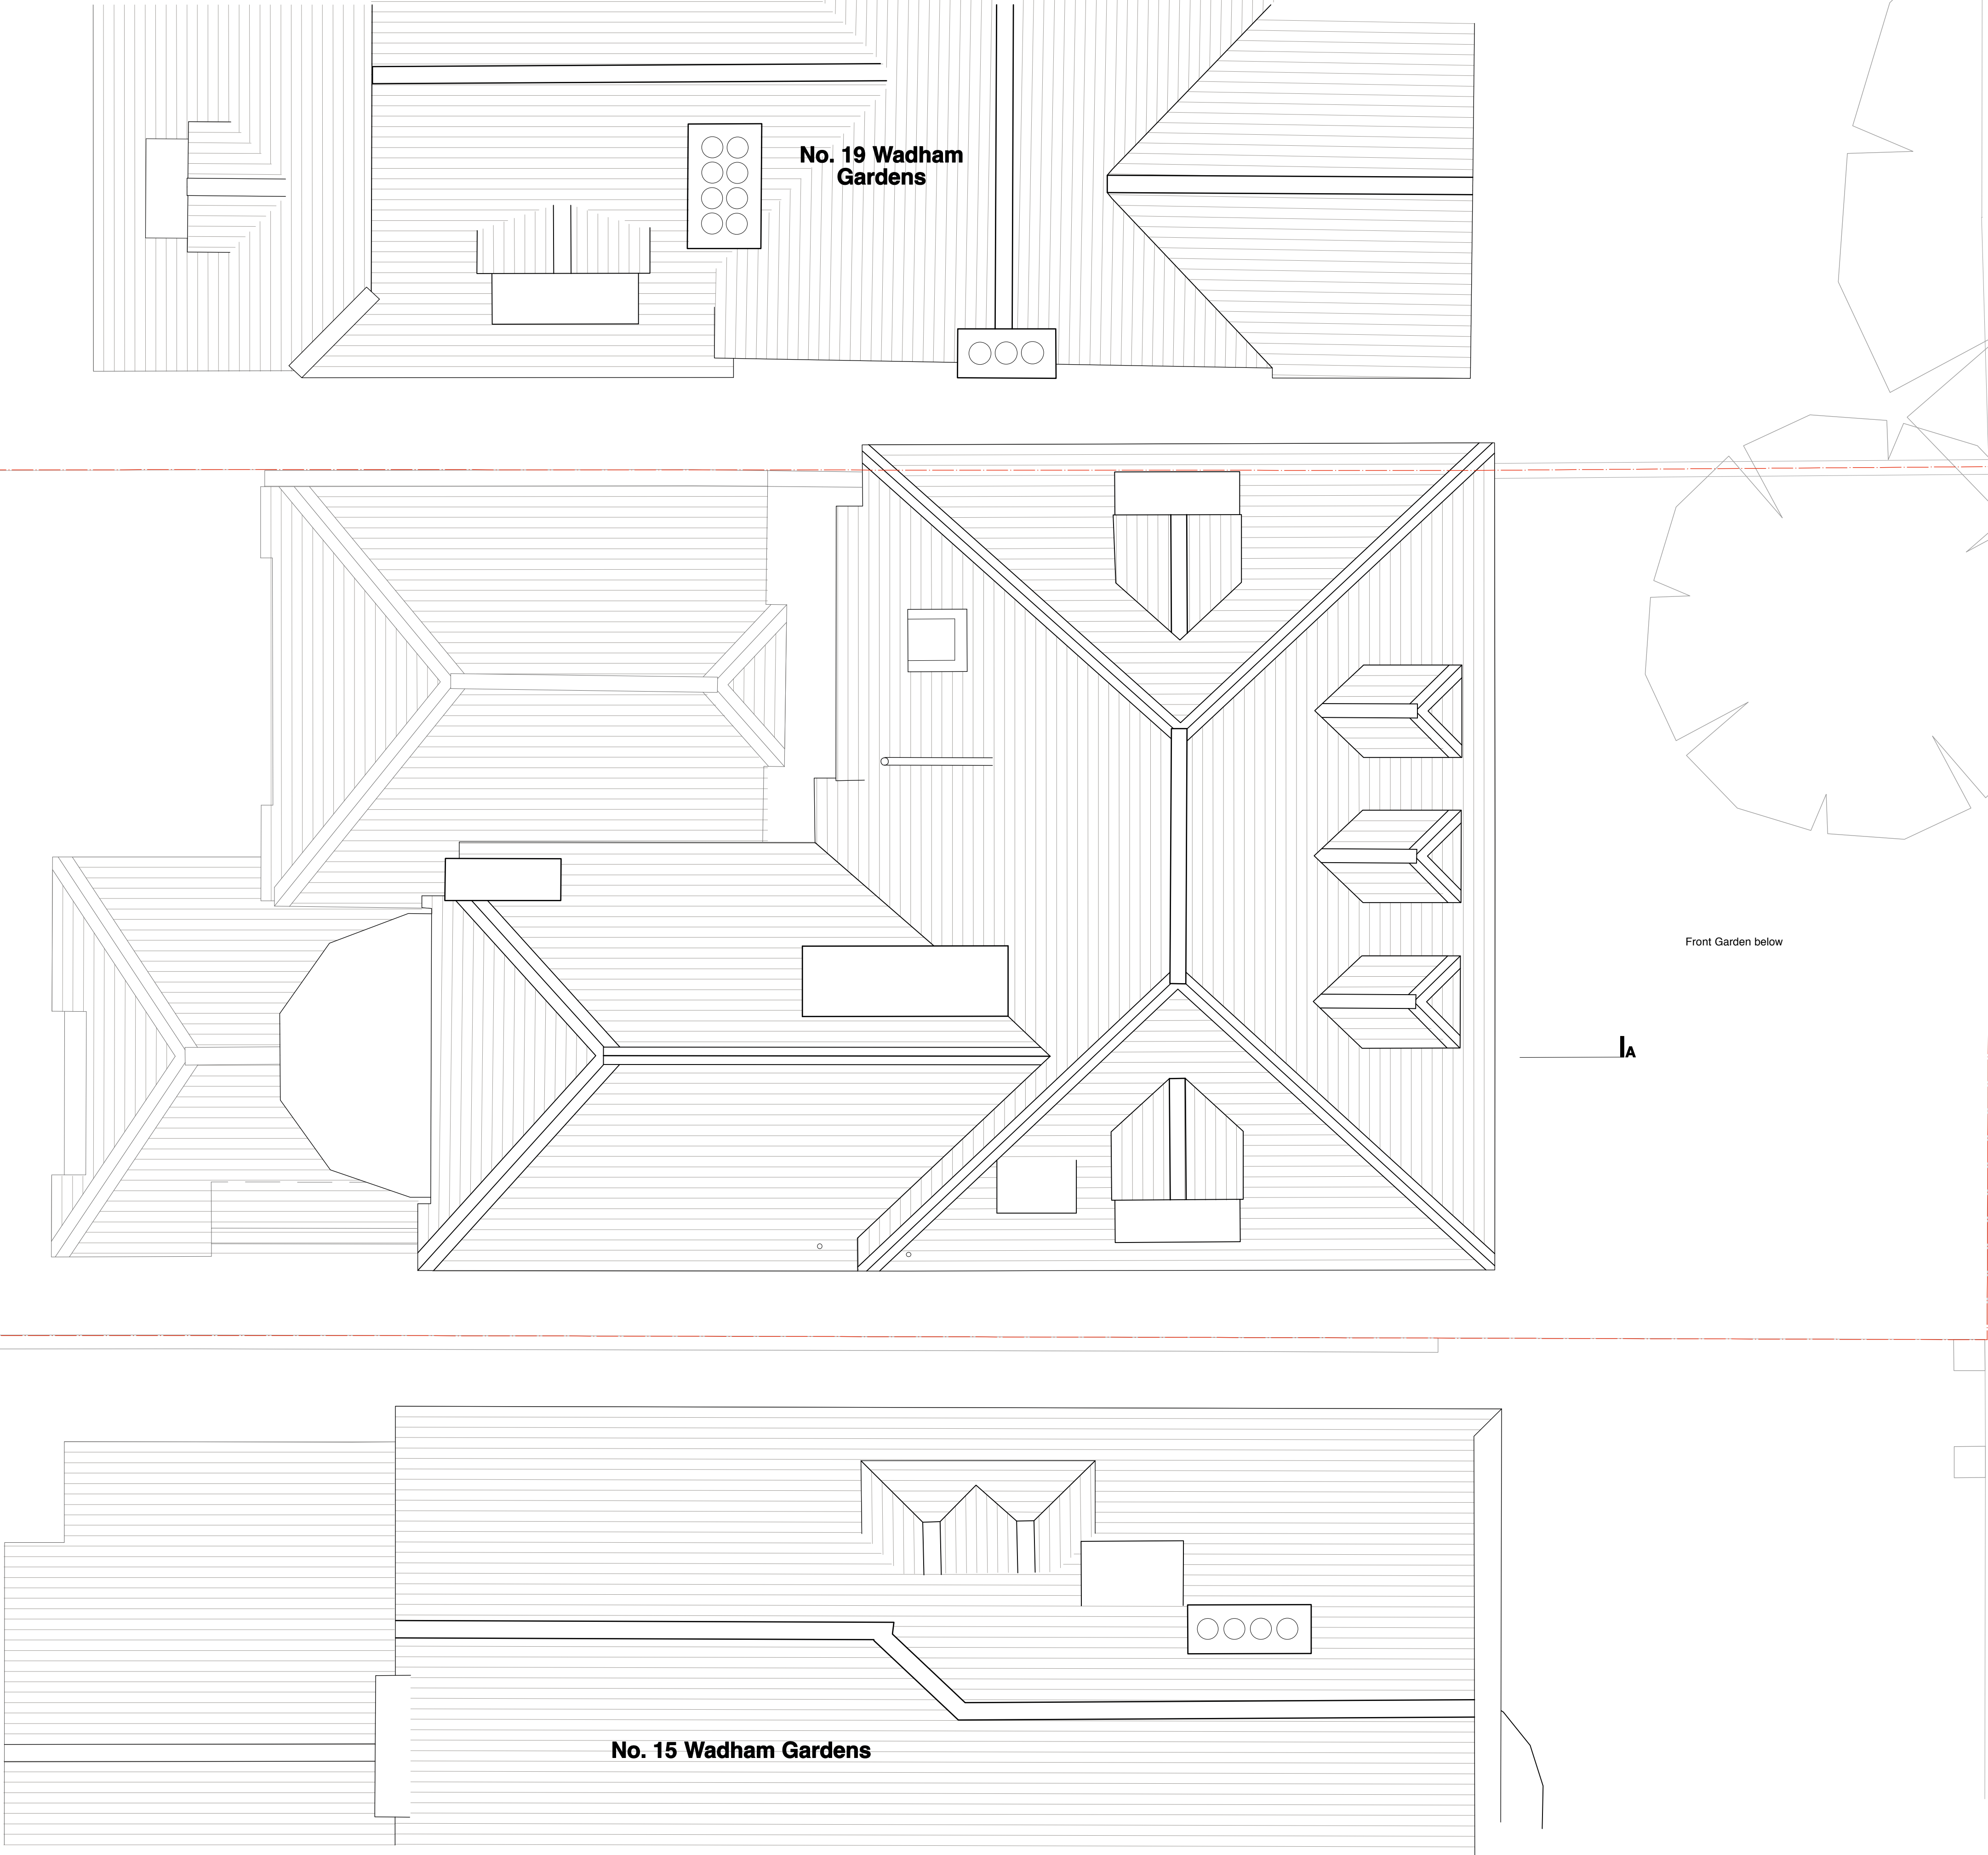 No. 19 Wadham
Gardens
Front Garden below
A
No. 15 Wadham Gardens